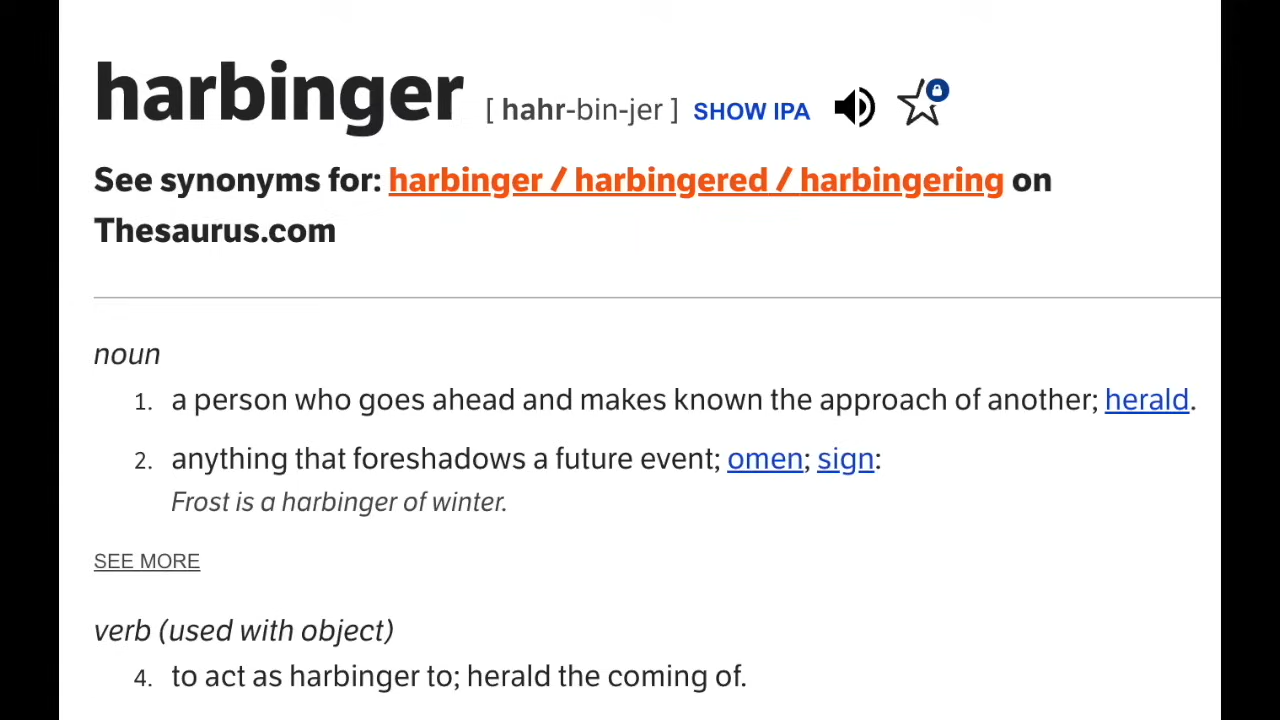 harbinger [ hahr-bin-jer ] SHOW IPA
See synonyms for: harbinger / harbingered / harbingering on
Thesaurus.com
noun
1. a person who goes ahead and makes known the approach of another; herald.
2. anything that foreshadows a future event; omen; sign:
Frost is a harbinger of winter.
SEE MORE
verb (used with object)
4. to act as harbinger to; herald the coming of.